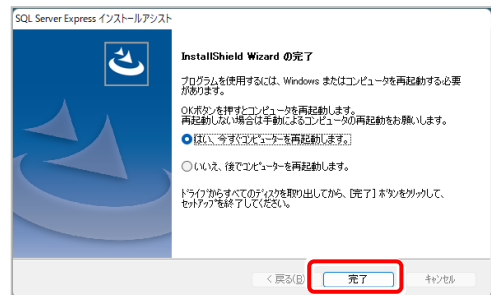 SQL Server Express インストールアシスト
InstallShield Wizard の完了
プログラムを使用するには、Windows またはコンピュータを再起動する必要
があります。
OKボタンを押すとコンピュータを再起動します。
再起動しない場合は手動によるコンピュータの再起動をお願いします。
はい、今すぐコンピューターを再起動します。
いいえ、後でコンピューターを再起動します。
ドライブからすべてのディスクを取り出してから、[完了] ボタンをクリックして、
セットアップを終了してください。
< 戻る(B)
完了
キャンセル